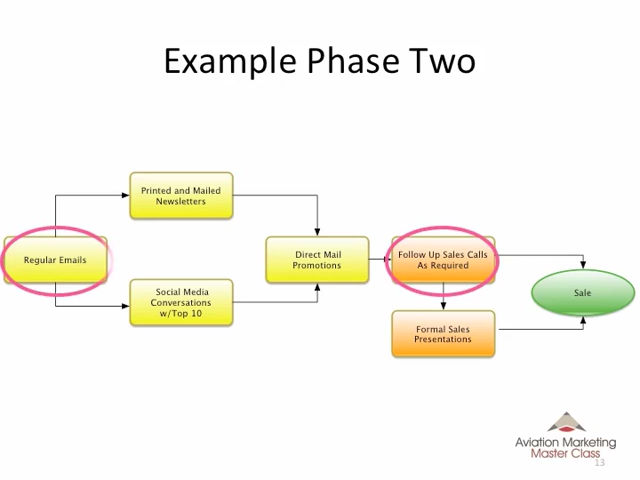 Example Phase Two
Printed and Mailed
Newsletters
Regular Emails
Direct Mail
Promotions
Follow Up Sales Calls
As Required
Social Media
Conversations
w/Top 10
Sale
Formal Sales
Presentations
Aviation Marketing
Master Class
13